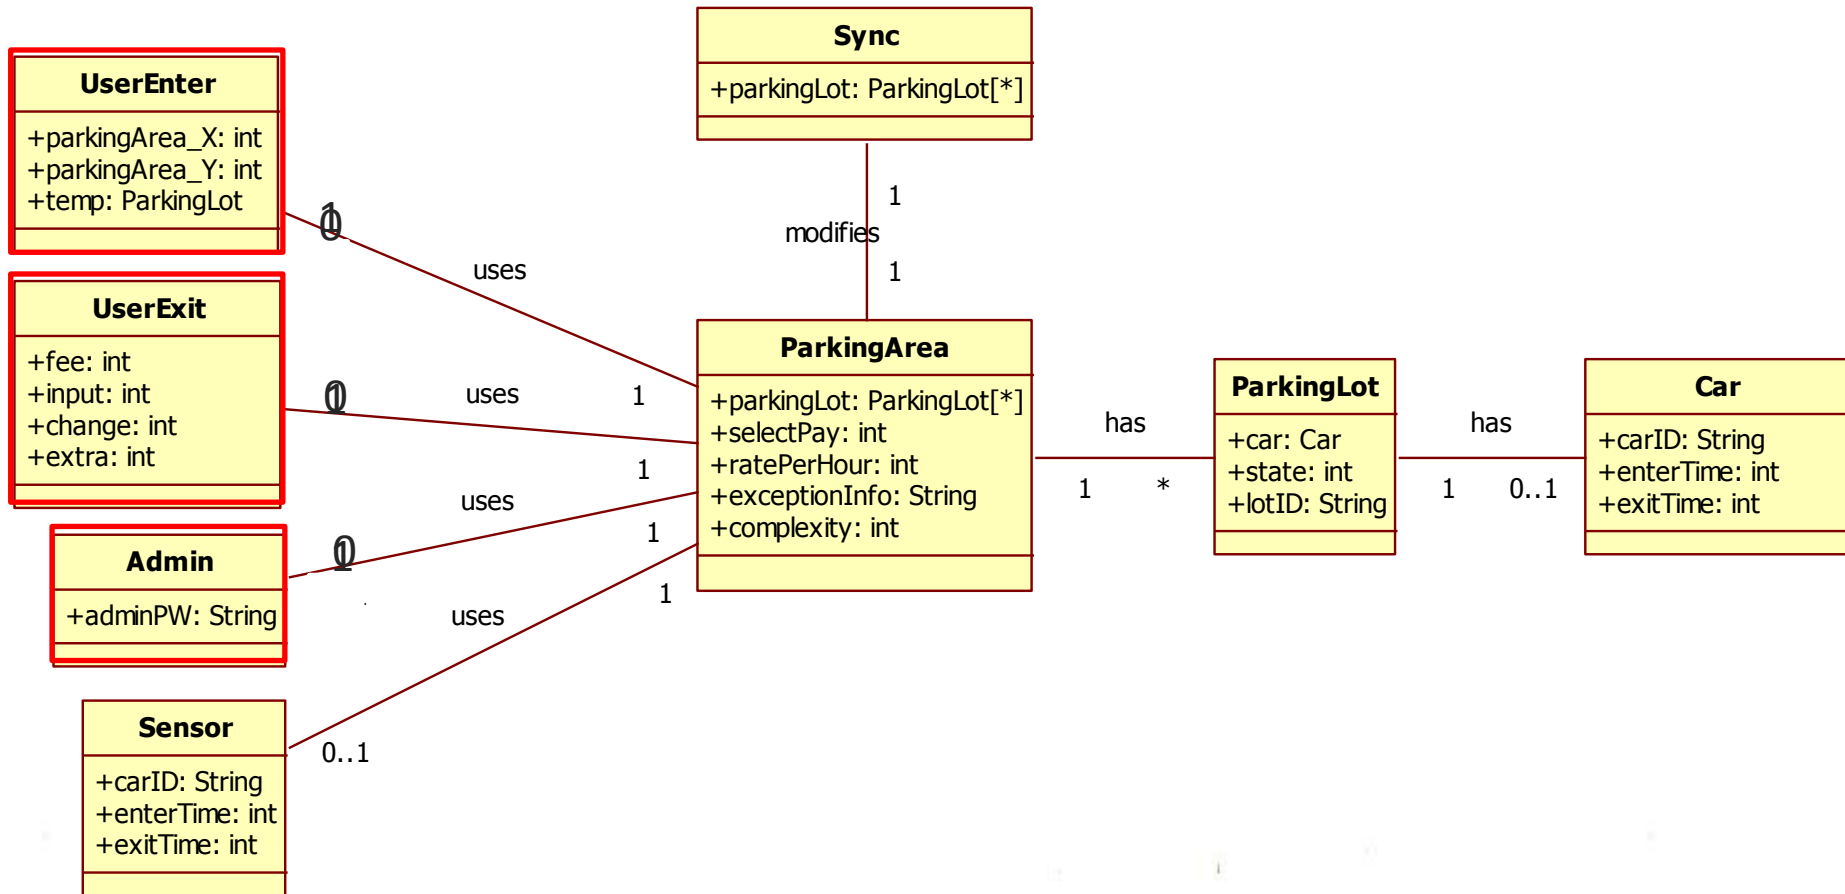 UserEnter
+parkingArea_X: int
+parkingArea_Y: int
+temp: ParkingLot
UserExit
+fee: int
+input: int
+change: int
+extra: int
Admin
+adminPW: String
Sensor
+carID: String
+enterTime: int
+exitTime: int
uses
uses
1
uses
1
uses
1
1
0..1
Sync
+parkingLot: ParkingLot[*]
1
modifies
1
ParkingArea
+parkingLot: ParkingLot[*]
+selectPay: int
+ratePerHour: int
+exceptionInfo: String
+complexity: int
has
1 *
ParkingLot
+car: Car
+state: int
+lotID: String
has
1 0..1
Car
+carID: String
+enterTime: int
+exitTime: int